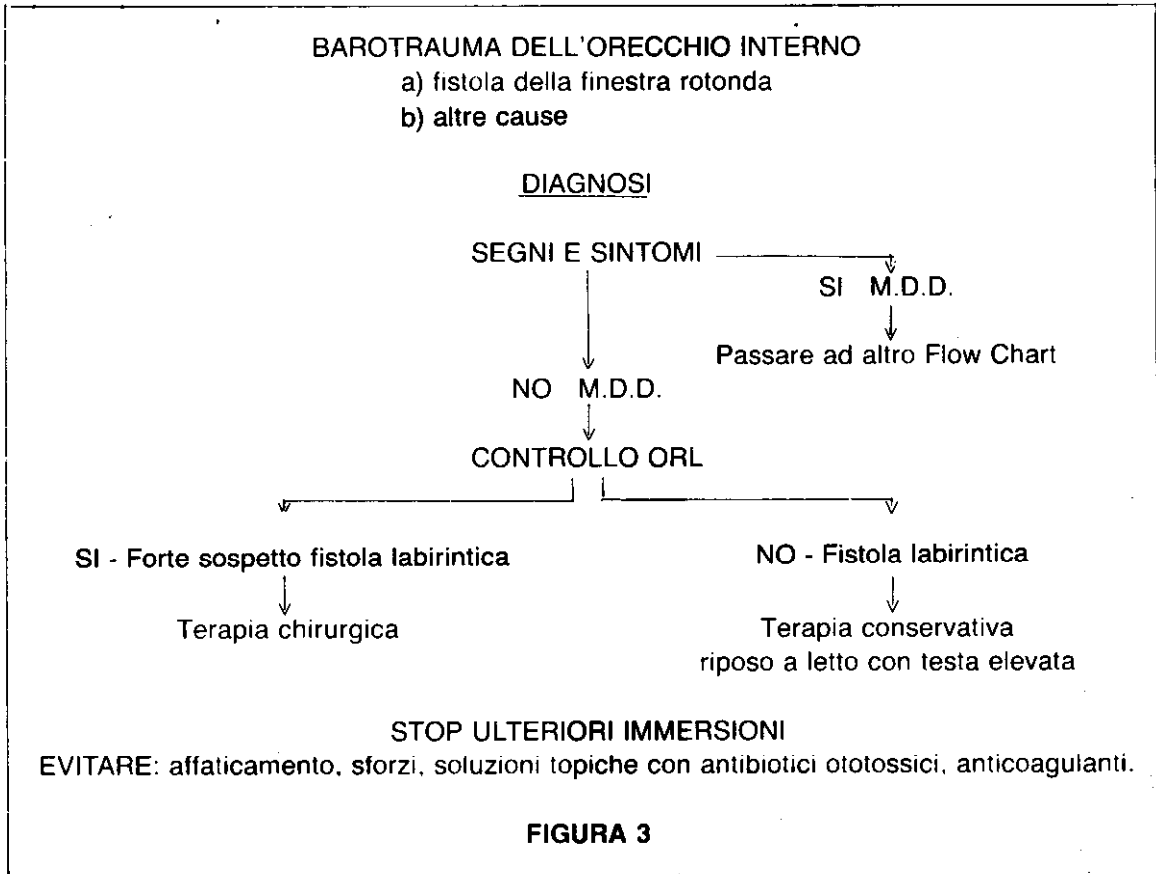 BAROTRAUMA DELL'ORECCHIO INTERNO
a) fistola della finestra rotonda
b) altre cause
DIAGNOSI
SEGNI E SINTOMI
SI M.D.D.
Passare ad altro Flow Chart
NO M.D.D.
CONTROLLO ORL
SI - Forte sospetto fistola labirintica
NO - Fistola labirintica
Terapia chirurgica
Terapia conservativa
riposo a letto con testa elevata
STOP ULTERIORI IMMERSIONI
EVITARE: affaticamento, sforzi, soluzioni topiche con antibiotici ototossici, anticoagulanti.
FIGURA 3